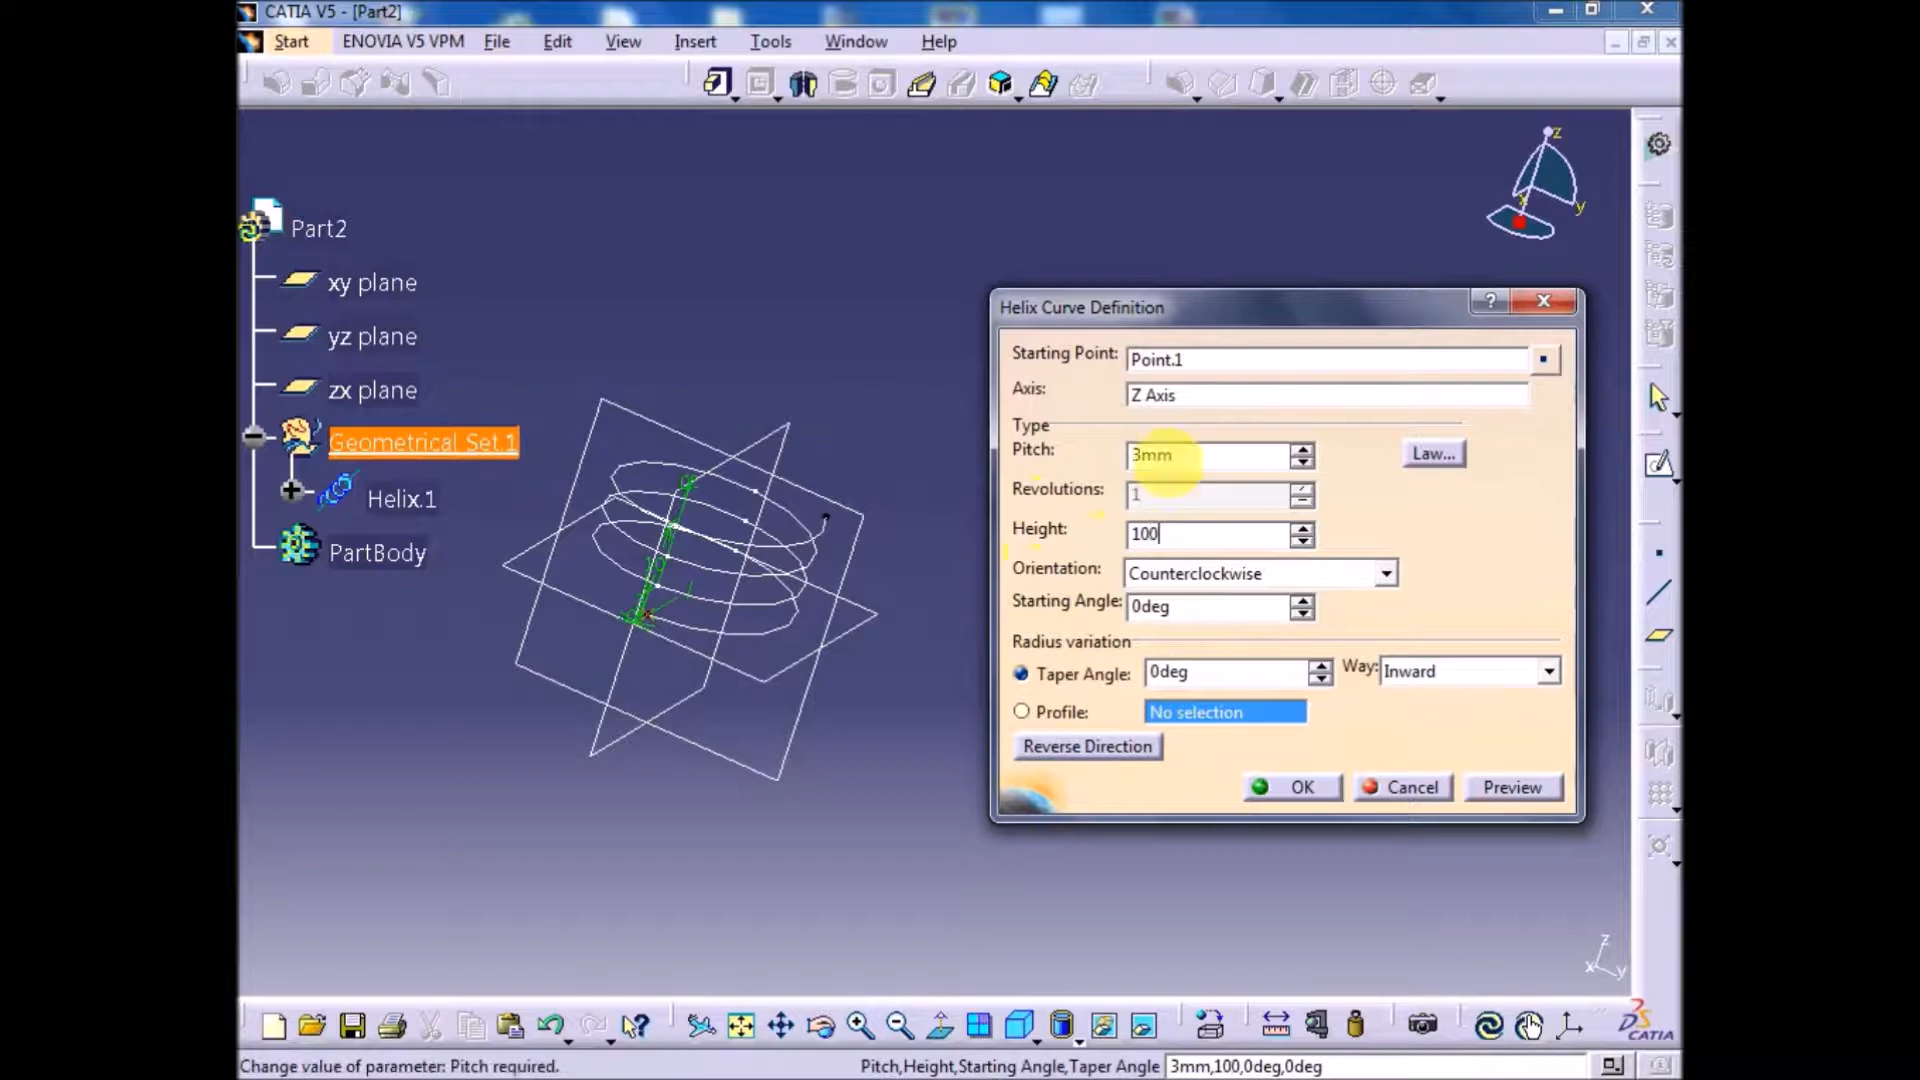 CATIA V5 - [Part2]
Start ENOVIA V5 VPM File Edit View Insert Tools Window Help
Part2
xy plane
yz plane
zx plane
Geometrical Set.1
Helix.1
PartBody
z
x
y
Helix Curve Definition
Starting Point: Point.1
Axis: Z Axis
Type
Pitch: 3mm Law...
Revolutions: 1
Height: 100
Orientation: Counterclockwise
Starting Angle: 0deg
Radius variation
Taper Angle: 0deg Way: Inward
Profile: No selection
Reverse Direction
OK Cancel Preview
z
x y
CATIA
Change value of parameter: Pitch required. Pitch,Height,Starting Angle,Taper Angle 3mm,100,0deg,0deg